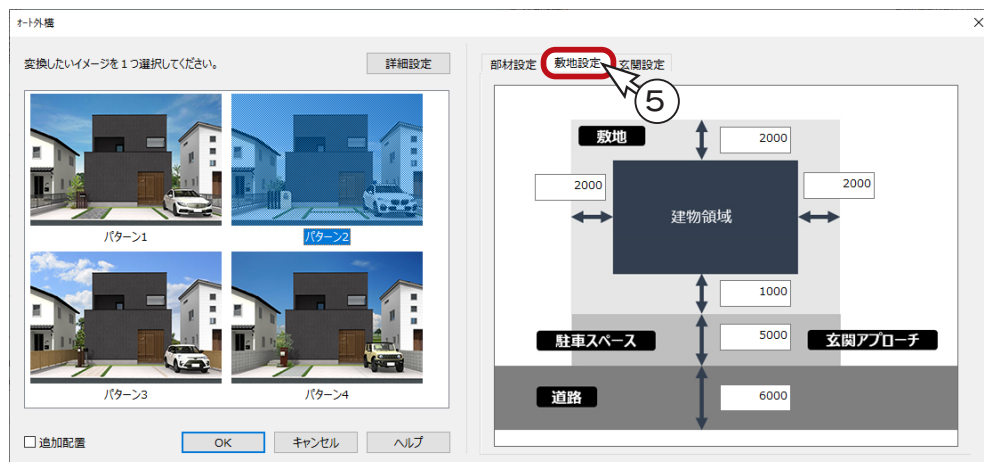 オート外構
変換したいイメージを1つ選択してください。
詳細設定
パターン1
パターン2
パターン3
パターン4
追加配置
OK
キャンセル
ヘルプ
部材設定
敷地設定
玄関設定
5
敷地
2000
2000
2000
建物領域
1000
駐車スペース
5000
玄関アプローチ
道路
6000